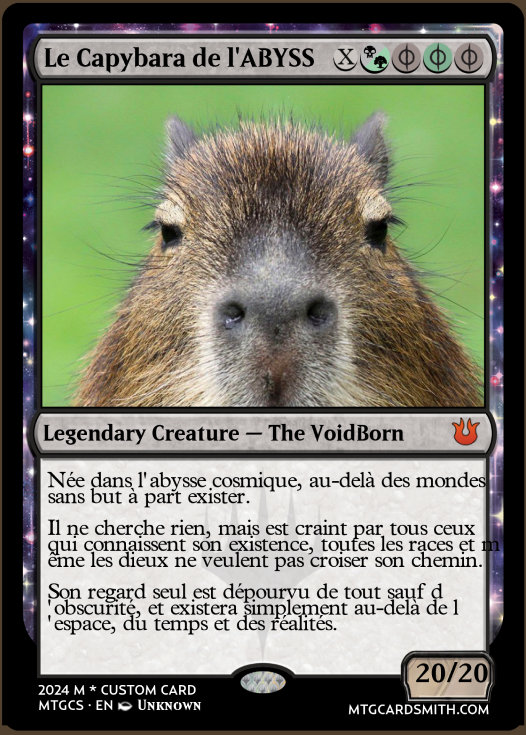 Le Capybara de l'ABYSS X
Legendary Creature — The VoidBorn
Née dans l'abysse cosmique, au-delà des mondes
sans but à part exister.
Il ne cherche rien, mais est craint par tous ceux
qui connaissent son existence, toutes les races et m
ême les dieux ne veulent pas croiser son chemin.
Son regard seul est dépourvu de tout sauf d
'obscurité, et existera simplement au-delà de l
'espace, du temps et des réalités.
20/20
2024 M * CUSTOM CARD
MTGCS · EN Unknown
MTGCARDSMITH.COM